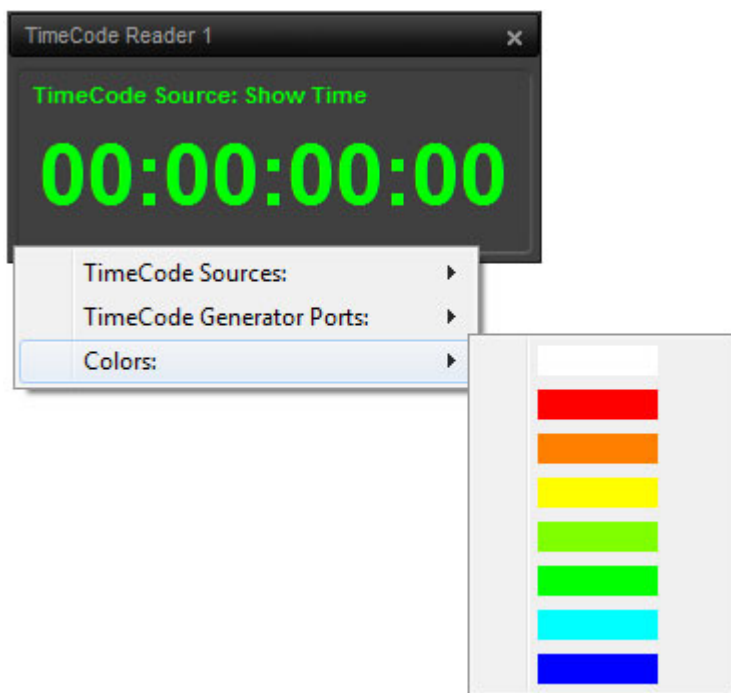 TimeCode Reader 1
TimeCode Source: Show Time
00:00:00:00
TimeCode Sources:
TimeCode Generator Ports:
Colors: